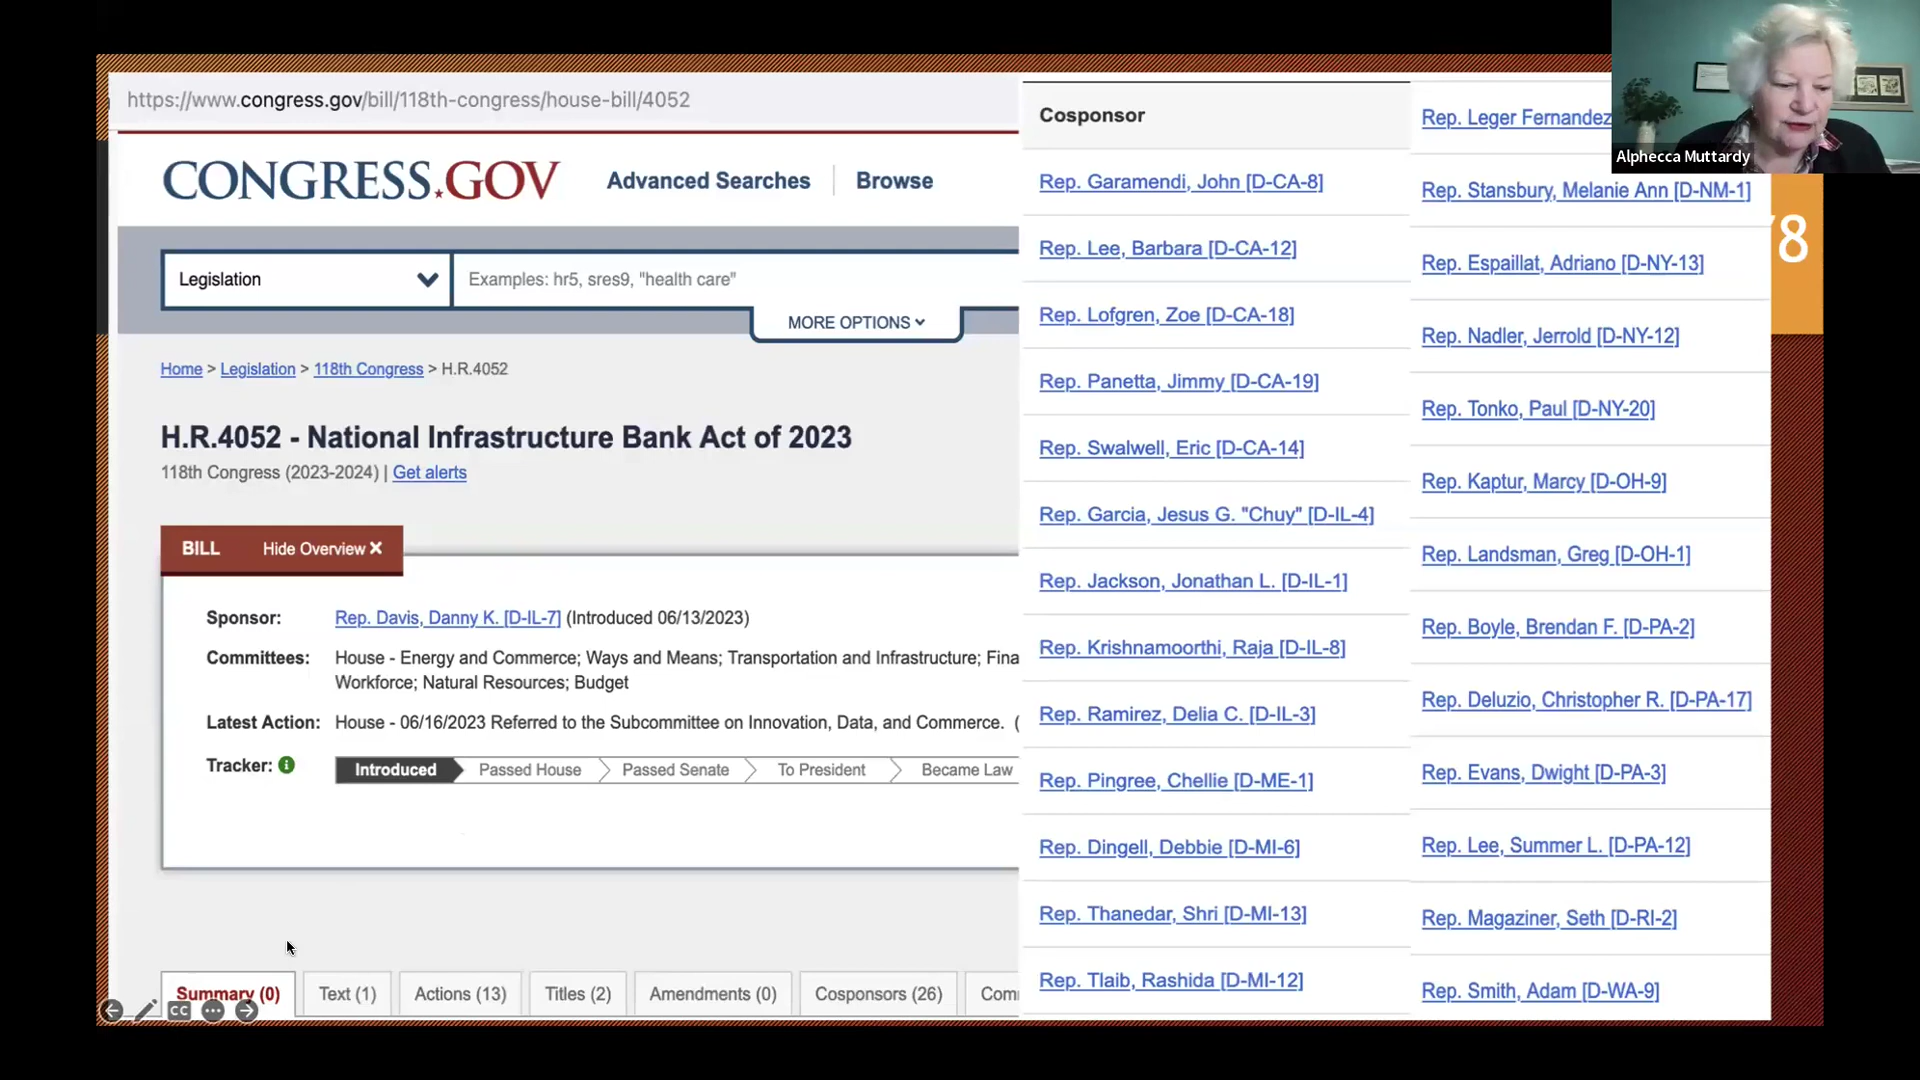 https://www.congress.gov/bill/118th-congress/house-bill/4052
CONGRESS.GOV
Advanced Searches
Browse
Legislation
Examples: hr5, sres9, "health care"
MORE OPTIONS
Home > Legislation > 118th Congress > H.R.4052
H.R.4052 - National Infrastructure Bank Act of 2023
118th Congress (2023-2024) | Get alerts
BILL
Hide Overview ✕
Sponsor: Rep. Davis, Danny K. [D-IL-7] (Introduced 06/13/2023)
Committees: House - Energy and Commerce; Ways and Means; Transportation and Infrastructure; Fina
Workforce; Natural Resources; Budget
Latest Action: House - 06/16/2023 Referred to the Subcommittee on Innovation, Data, and Commerce. (
Tracker:
Introduced
Passed House
Passed Senate
To President
Became Law
Summary (0)
Text (1)
Actions (13)
Titles (2)
Amendments (0)
Cosponsors (26)
Com
CC
Cosponsor
Rep. Garamendi, John [D-CA-8]
Rep. Lee, Barbara [D-CA-12]
Rep. Lofgren, Zoe [D-CA-18]
Rep. Panetta, Jimmy [D-CA-19]
Rep. Swalwell, Eric [D-CA-14]
Rep. Garcia, Jesus G. "Chuy" [D-IL-4]
Rep. Jackson, Jonathan L. [D-IL-1]
Rep. Krishnamoorthi, Raja [D-IL-8]
Rep. Ramirez, Delia C. [D-IL-3]
Rep. Pingree, Chellie [D-ME-1]
Rep. Dingell, Debbie [D-MI-6]
Rep. Thanedar, Shri [D-MI-13]
Rep. Tlaib, Rashida [D-MI-12]
Rep. Leger Fernandez
Rep. Stansbury, Melanie Ann [D-NM-1]
Rep. Espaillat, Adriano [D-NY-13]
Rep. Nadler, Jerrold [D-NY-12]
Rep. Tonko, Paul [D-NY-20]
Rep. Kaptur, Marcy [D-OH-9]
Rep. Landsman, Greg [D-OH-1]
Rep. Boyle, Brendan F. [D-PA-2]
Rep. Deluzio, Christopher R. [D-PA-17]
Rep. Evans, Dwight [D-PA-3]
Rep. Lee, Summer L. [D-PA-12]
Rep. Magaziner, Seth [D-RI-2]
Rep. Smith, Adam [D-WA-9]
Alphecca Muttardy
8